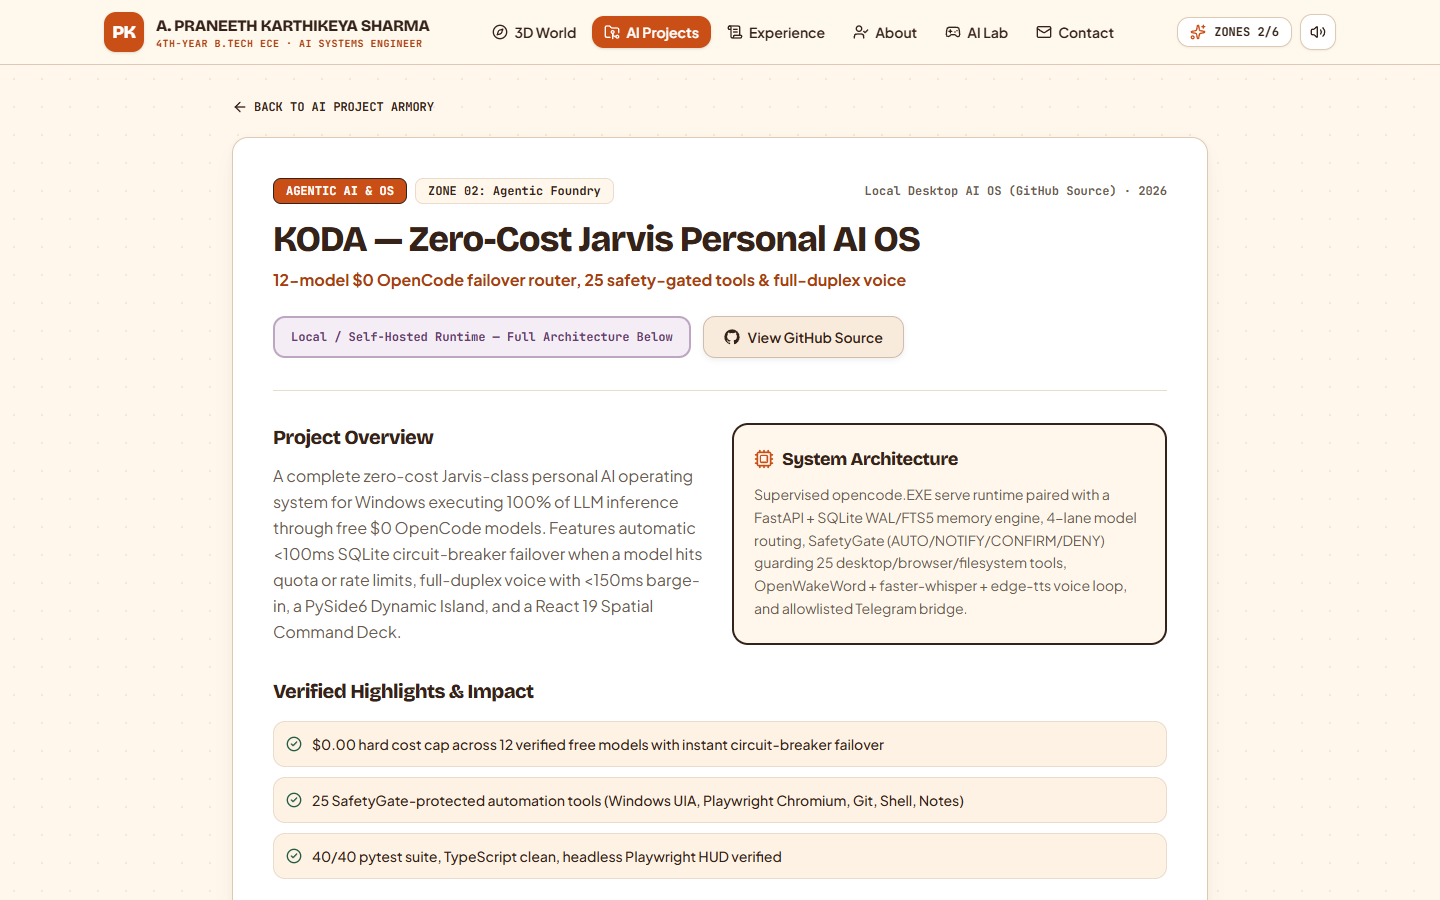 PK
A. PRANEETH KARTHIKEYA SHARMA
4TH-YEAR B.TECH ECE · AI SYSTEMS ENGINEER
3D World
AI Projects
Experience
About
AI Lab
Contact
ZONES 2/6
← BACK TO AI PROJECT ARMORY
AGENTIC AI & OS
ZONE 02: Agentic Foundry
Local Desktop AI OS (GitHub Source) · 2026
KODA — Zero-Cost Jarvis Personal AI OS
12-model $0 OpenCode failover router, 25 safety-gated tools & full-duplex voice
Local / Self-Hosted Runtime — Full Architecture Below
View GitHub Source
Project Overview
A complete zero-cost Jarvis-class personal AI operating
system for Windows executing 100% of LLM inference
through free $0 OpenCode models. Features automatic
<100ms SQLite circuit-breaker failover when a model hits
quota or rate limits, full-duplex voice with <150ms barge-
in, a PySide6 Dynamic Island, and a React 19 Spatial
Command Deck.
System Architecture
Supervised opencode.EXE serve runtime paired with a
FastAPI + SQLite WAL/FTS5 memory engine, 4-lane model
routing, SafetyGate (AUTO/NOTIFY/CONFIRM/DENY)
guarding 25 desktop/browser/filesystem tools,
OpenWakeWord + faster-whisper + edge-tts voice loop,
and allowlisted Telegram bridge.
Verified Highlights & Impact
$0.00 hard cost cap across 12 verified free models with instant circuit-breaker failover
25 SafetyGate-protected automation tools (Windows UIA, Playwright Chromium, Git, Shell, Notes)
40/40 pytest suite, TypeScript clean, headless Playwright HUD verified